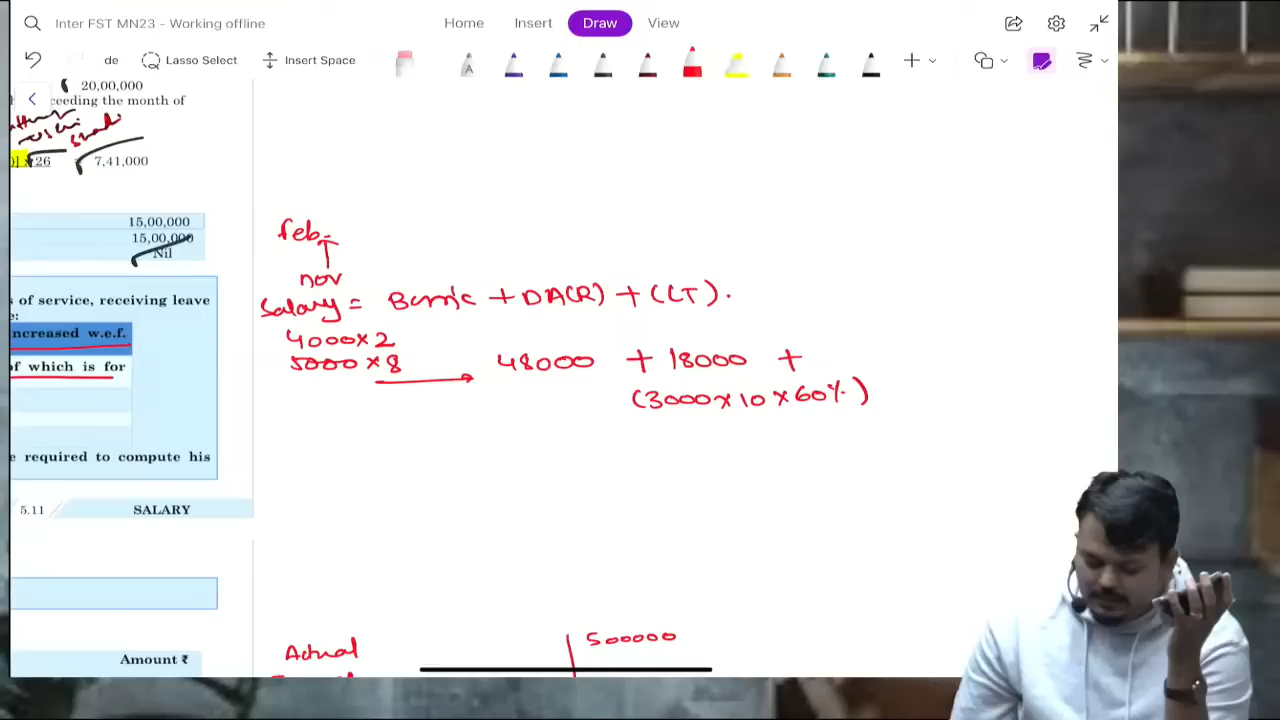 Inter FST MN23 - Working offline
Home Insert Draw View
de Lasso Select Insert Space
20,00,000
ceeding the month of
26 7,41,000
15,00,000
15,00,000
Nil
s of service, receiving leave
e:
ncreased w.e.f.
f which is for
e required to compute his
5.11 SALARY
Amount ₹
feb
nov
Salary = Basic + DA(R) + (LT).
4000 × 2
5000 × 8 → 48000 + 18000 +
(3000 × 10 × 60%)
Actual 500000